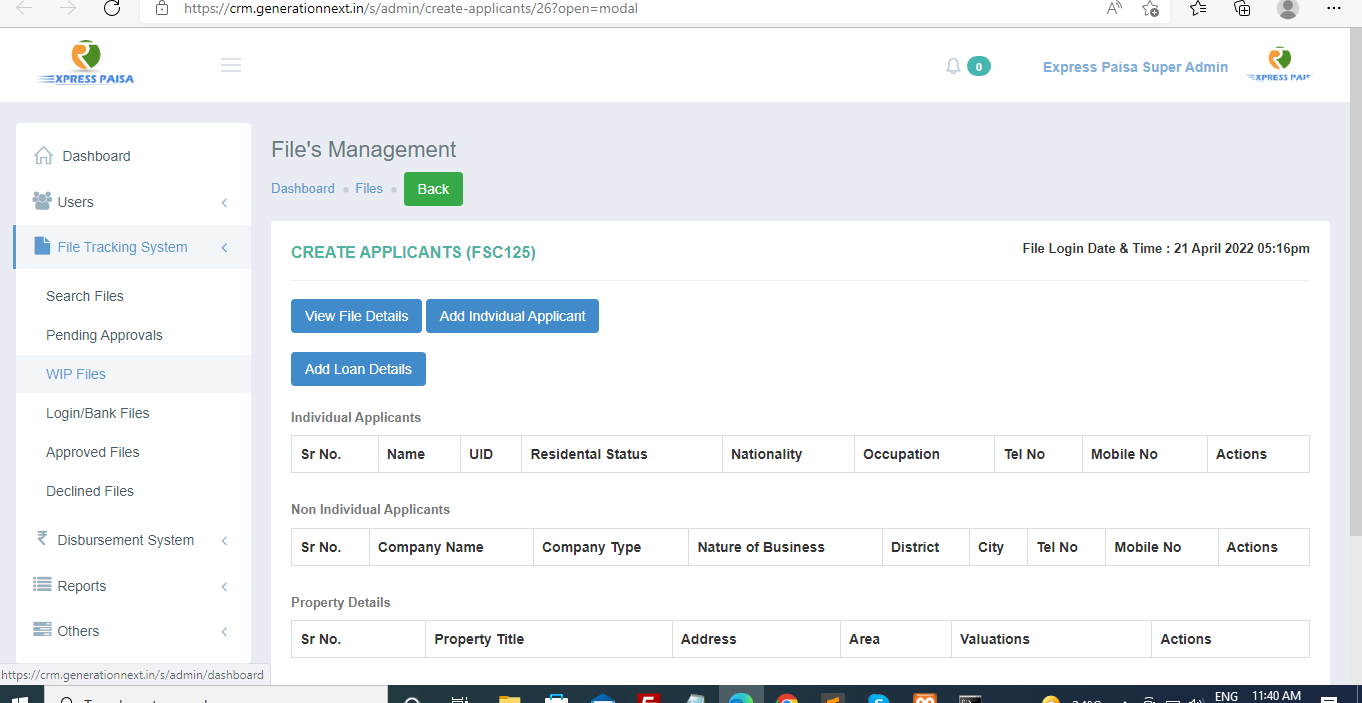 https://crm.generationnext.in/s/admin/create-applicants/26?open=modal
XPRESS PAISA
0
Express Paisa Super Admin
Dashboard
Users
File Tracking System
Search Files
Pending Approvals
WIP Files
Login/Bank Files
Approved Files
Declined Files
Disbursement System
Reports
Others
File's Management
Dashboard Files Back
CREATE APPLICANTS (FSC125)
File Login Date & Time : 21 April 2022 05:16pm
View File Details Add Indvidual Applicant
Add Loan Details
Individual Applicants
Sr No. Name UID Residental Status Nationality Occupation Tel No Mobile No Actions
Non Individual Applicants
Sr No. Company Name Company Type Nature of Business District City Tel No Mobile No Actions
Property Details
Sr No. Property Title Address Area Valuations Actions
https://crm.generationnext.in/s/admin/dashboard
ENG 11:40 AM